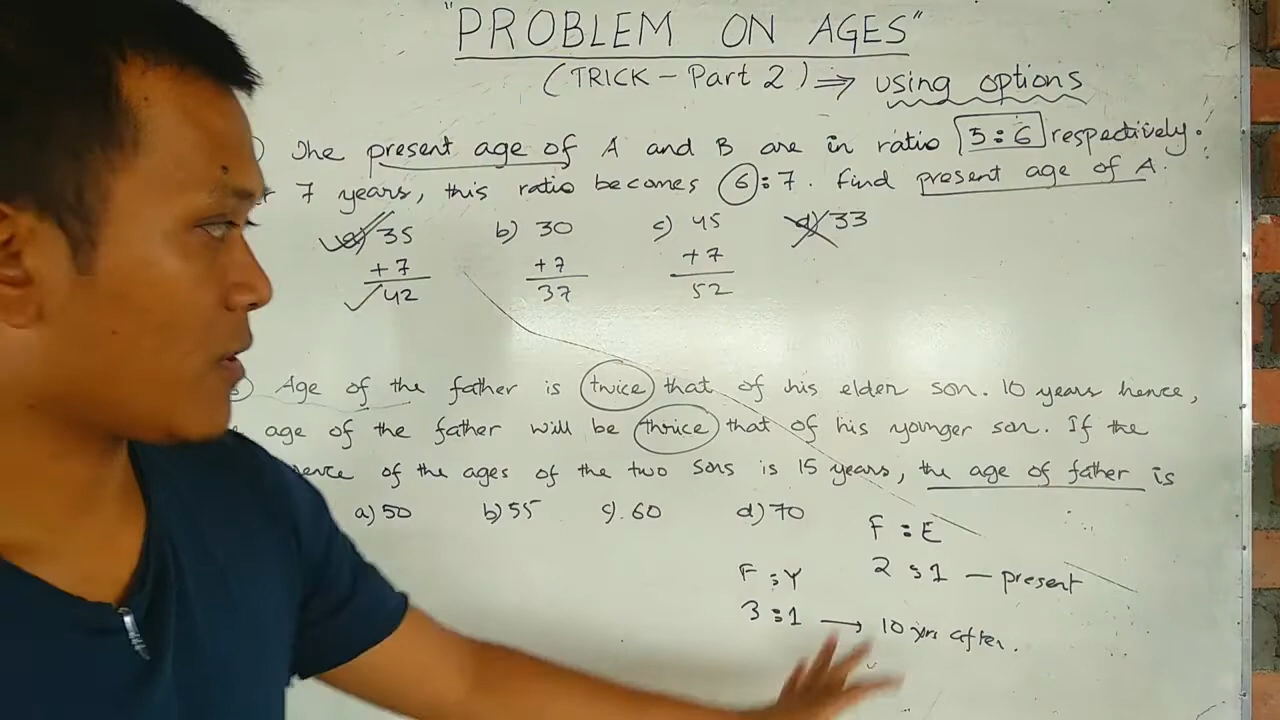 "PROBLEM ON AGES"
(TRICK - Part 2) ⇒ using options
) The present age of A and B are in ratio 5:6 respectively.
7 years, this ratio becomes 6:7. Find present age of A.
a) 35 b) 30 c) 45 d) 33
+7 +7 +7
42 37 52
) Age of the father is twice that of his elder son. 10 years hence,
age of the father will be thrice that of his younger son. If the
ence of the ages of the two sons is 15 years, the age of father is
a) 50 b) 55 c) 60 d) 70
F : E
2 : 1 — present
F : Y
3 : 1 → 10 yrs after.